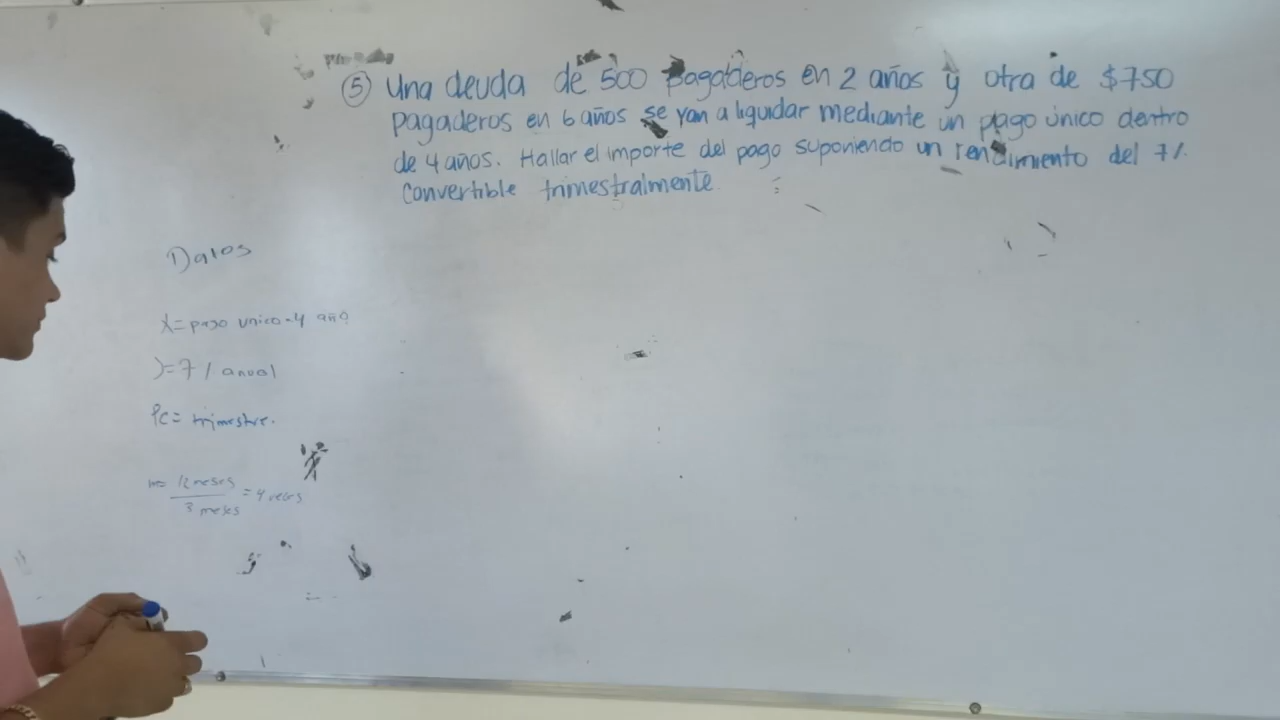 ⑤ Una deuda de 500 pagaderos en 2 años y otra de $750
pagaderos en 6 años se van a liquidar mediante un pago único dentro
de 4 años. Hallar el importe del pago suponiendo un rendimiento del 7%
convertible trimestralmente.
Datos
X= pago unico-4 año
J=7% anual
Pc= trimestre.
m= 12 meses
3 meses
= 4 veces